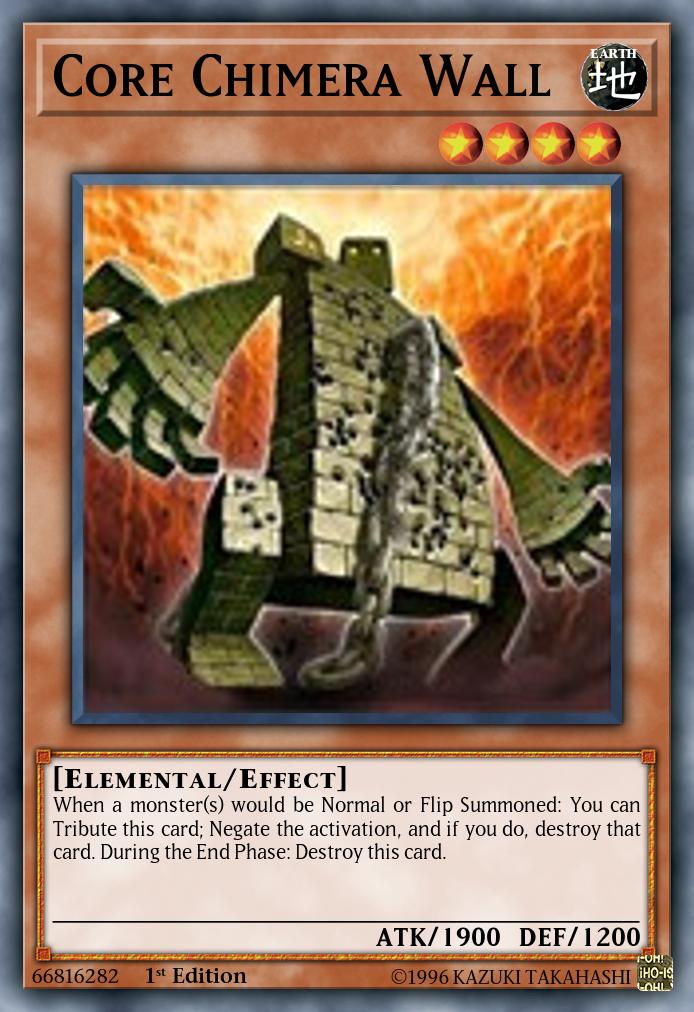 Core Chimera Wall
EARTH
地
[Elemental/Effect]
When a monster(s) would be Normal or Flip Summoned: You can
Tribute this card; Negate the activation, and if you do, destroy that
card. During the End Phase: Destroy this card.
ATK/1900 DEF/1200
66816282 1st Edition ©1996 KAZUKI TAKAHASHI